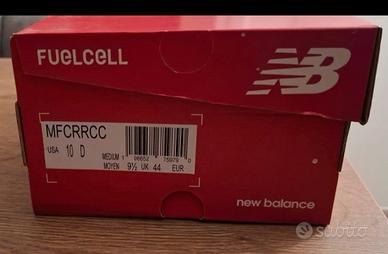 FUELCELL
NB
MFCRRCC
USA 10 D MEDIUM
MOYEN 9½ UK 44 EUR
new balance
subito